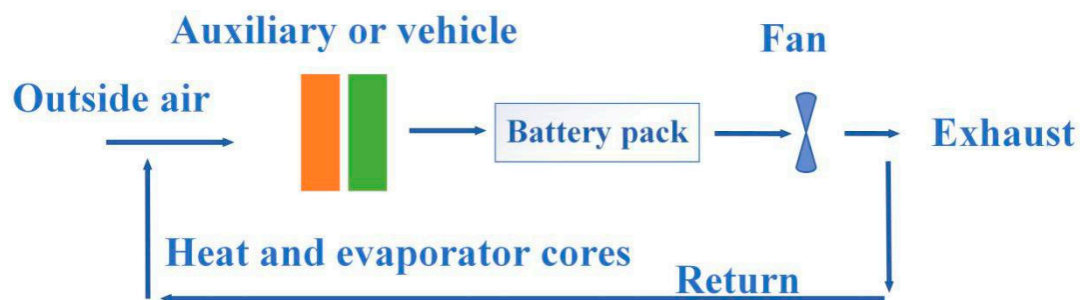 Auxiliary or vehicle
Fan
Outside air
Battery pack
Exhaust
Heat and evaporator cores
Return